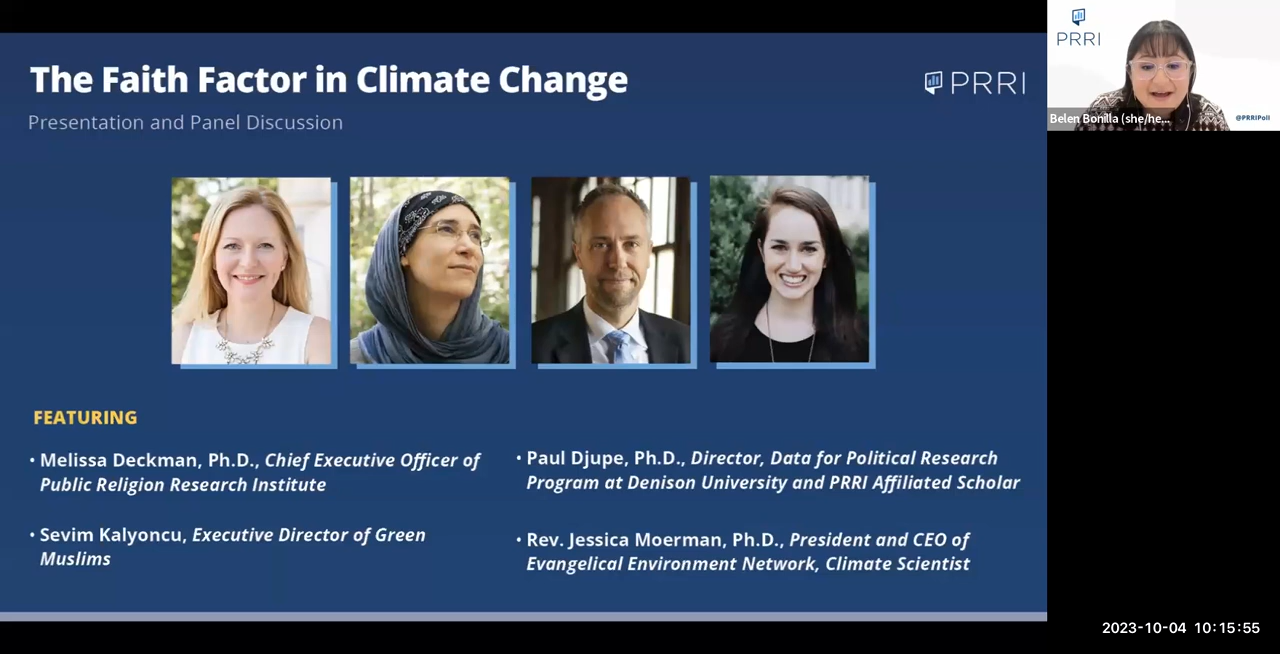 The Faith Factor in Climate Change
PRRI
Presentation and Panel Discussion
FEATURING
• Melissa Deckman, Ph.D., Chief Executive Officer of
Public Religion Research Institute
• Sevim Kalyoncu, Executive Director of Green
Muslims
• Paul Djupe, Ph.D., Director, Data for Political Research
Program at Denison University and PRRI Affiliated Scholar
• Rev. Jessica Moerman, Ph.D., President and CEO of
Evangelical Environment Network, Climate Scientist
PRRI
Belen Bonilla (she/he...
@PRRIPoll
2023-10-04 10:15:55